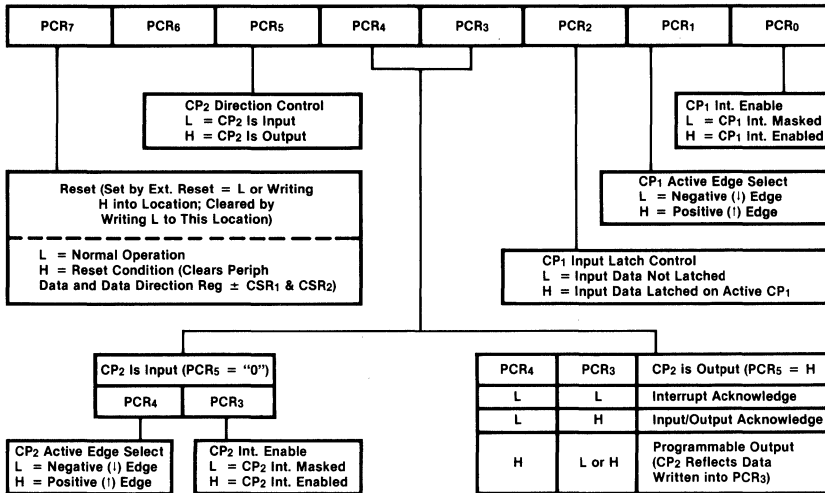 PCR7 PCR6 PCR5 PCR4 PCR3 PCR2 PCR1 PCR0
CP2 Direction Control
L = CP2 Is Input
H = CP2 Is Output
CP1 Int. Enable
L = CP1 Int. Masked
H = CP1 Int. Enabled
Reset (Set by Ext. Reset = L or Writing
H into Location; Cleared by
Writing L to This Location)
L = Normal Operation
H = Reset Condition (Clears Periph
Data and Data Direction Reg ± CSR1 & CSR2)
CP1 Active Edge Select
L = Negative (↓) Edge
H = Positive (↑) Edge
CP1 Input Latch Control
L = Input Data Not Latched
H = Input Data Latched on Active CP1
CP2 Is Input (PCR5 = "0")
PCR4 PCR3
CP2 Active Edge Select
L = Negative (↓) Edge
H = Positive (↑) Edge
CP2 Int. Enable
L = CP2 Int. Masked
H = CP2 Int. Enabled
PCR4 PCR3 CP2 is Output (PCR5 = H
L L Interrupt Acknowledge
L H Input/Output Acknowledge
H L or H Programmable Output
(CP2 Reflects Data
Written into PCR3)